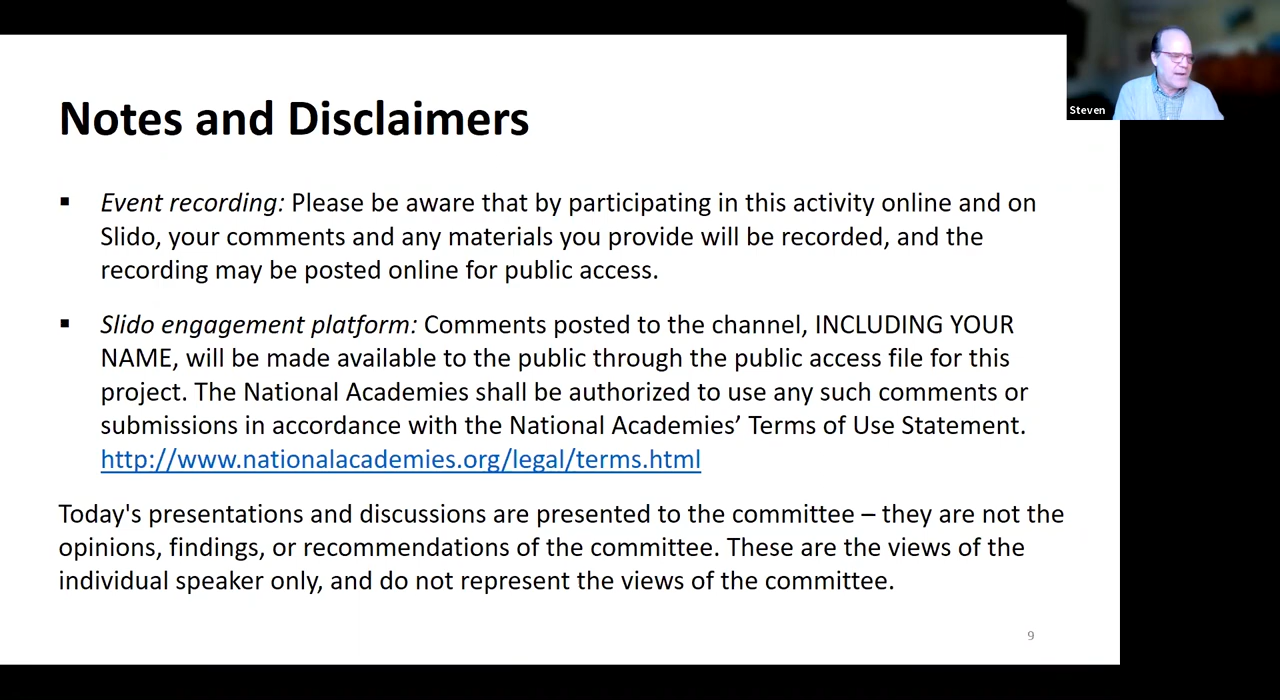 Notes and Disclaimers
Steven
▪ Event recording: Please be aware that by participating in this activity online and on
Slido, your comments and any materials you provide will be recorded, and the
recording may be posted online for public access.
▪ Slido engagement platform: Comments posted to the channel, INCLUDING YOUR
NAME, will be made available to the public through the public access file for this
project. The National Academies shall be authorized to use any such comments or
submissions in accordance with the National Academies’ Terms of Use Statement.
http://www.nationalacademies.org/legal/terms.html
Today's presentations and discussions are presented to the committee – they are not the
opinions, findings, or recommendations of the committee. These are the views of the
individual speaker only, and do not represent the views of the committee.
9